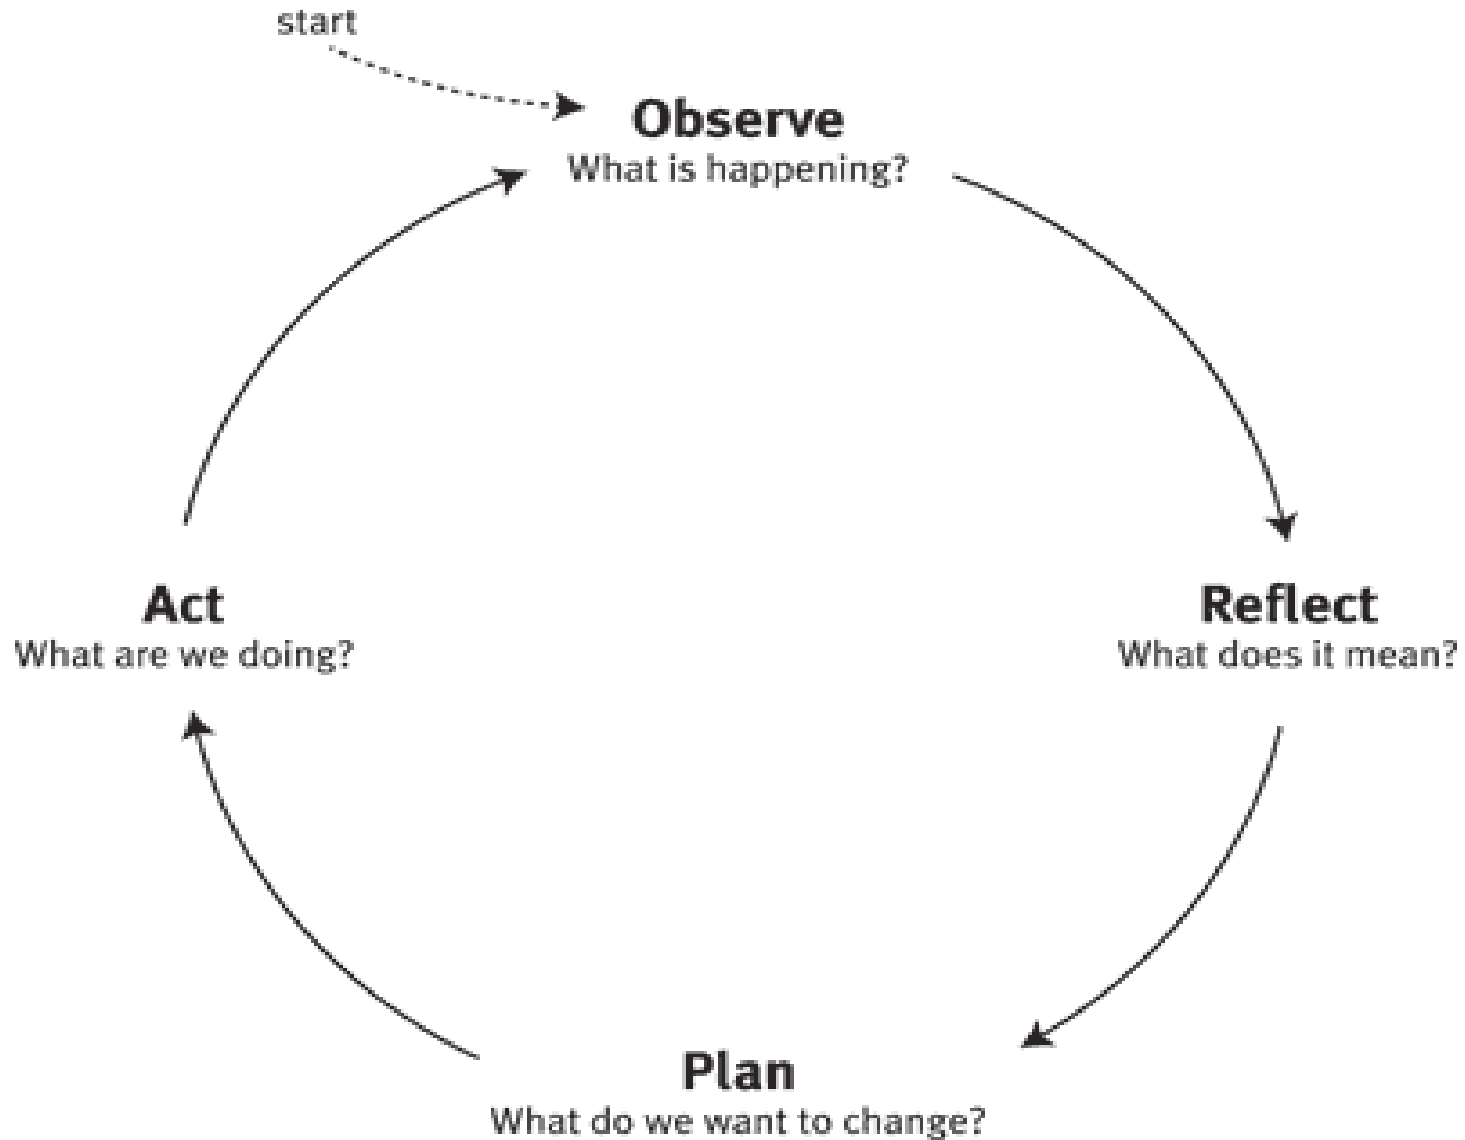 start
Observe
What is happening?
Act
What are we doing?
Reflect
What does it mean?
Plan
What do we want to change?